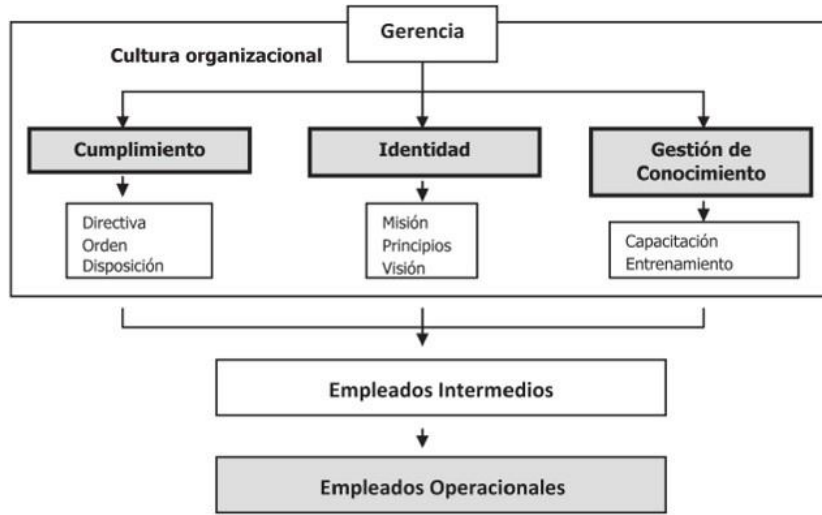 Gerencia
Cultura organizacional
Cumplimiento
Identidad
Gestión de
Conocimiento
Directiva
Orden
Disposición
Misión
Principios
Visión
Capacitación
Entrenamiento
Empleados Intermedios
Empleados Operacionales